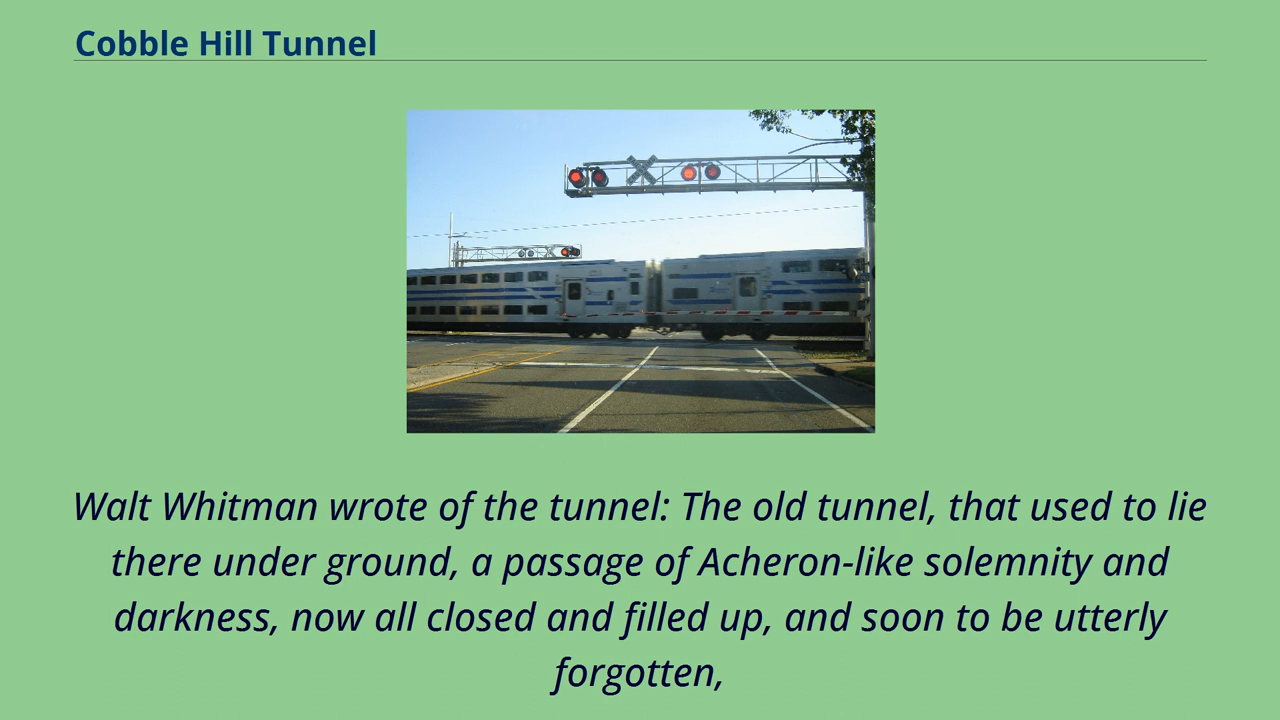 Cobble Hill Tunnel
Walt Whitman wrote of the tunnel: The old tunnel, that used to lie
there under ground, a passage of Acheron-like solemnity and
darkness, now all closed and filled up, and soon to be utterly
forgotten,